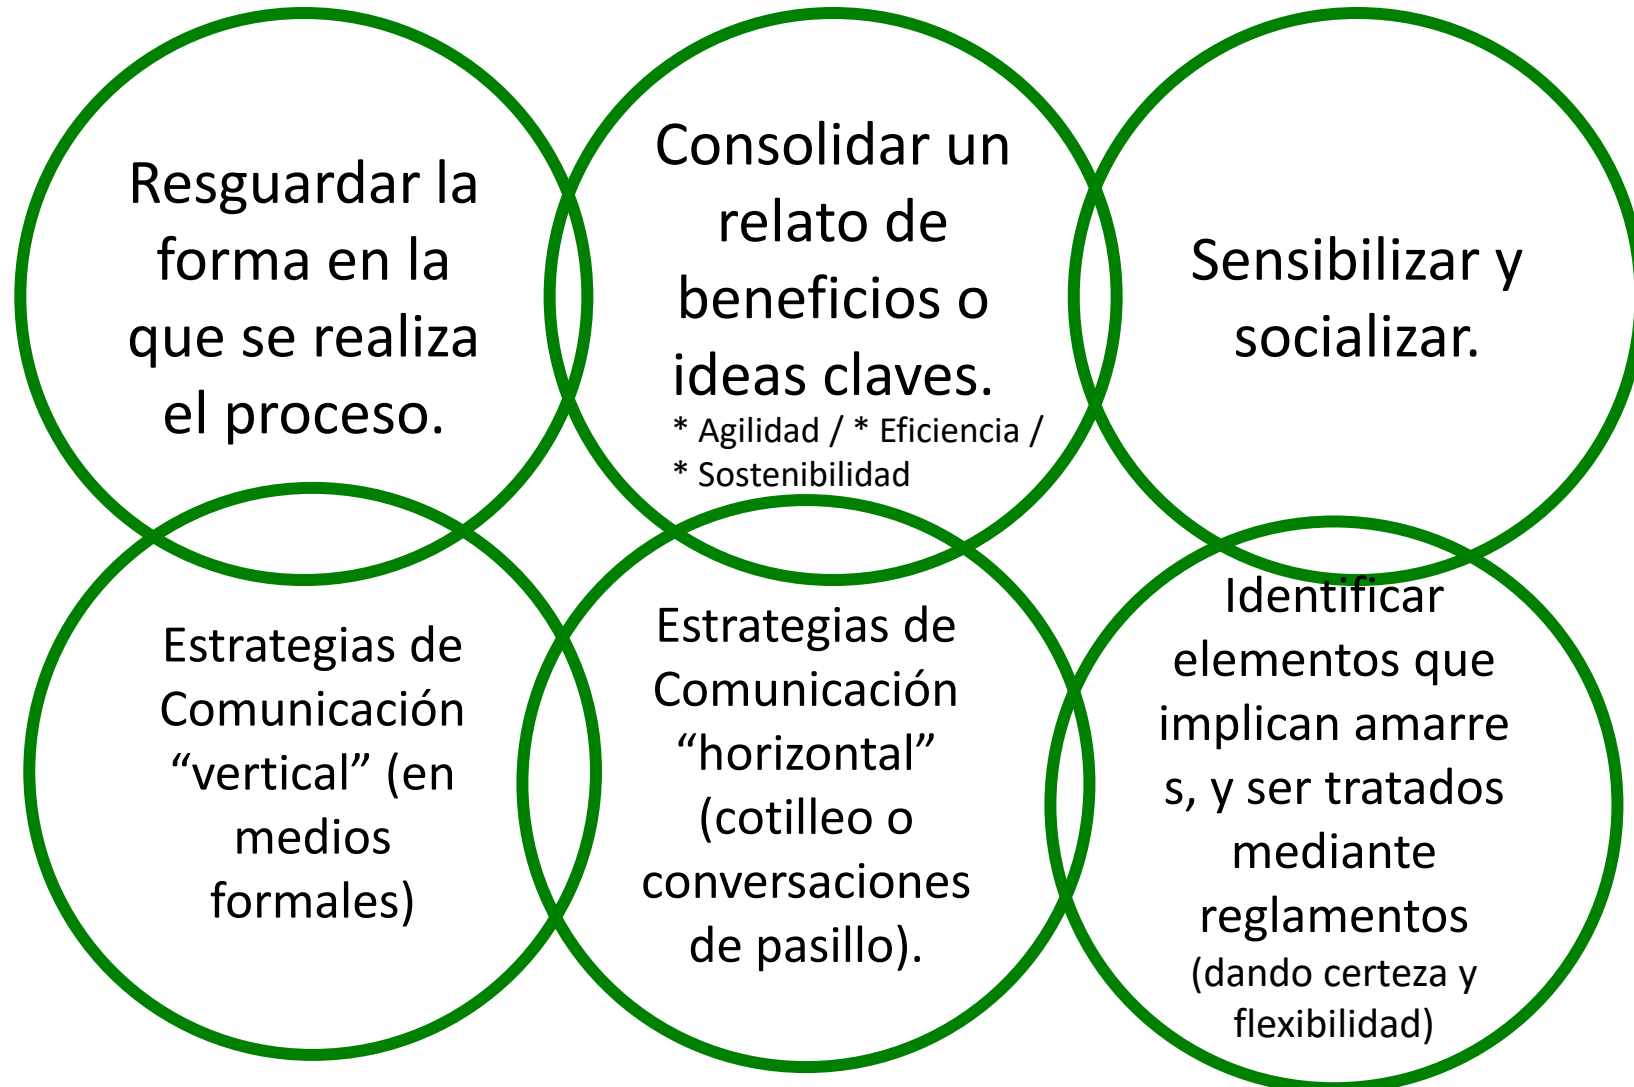 Resguardar la
forma en la
que se realiza
el proceso.
Consolidar un
relato de
beneficios o
ideas claves.
* Agilidad / * Eficiencia /
* Sostenibilidad
Sensibilizar y
socializar.
Estrategias de
Comunicación
“vertical” (en
medios
formales)
Estrategias de
Comunicación
“horizontal”
(cotilleo o
conversaciones
de pasillo).
Identificar
elementos que
implican amarre
s, y ser tratados
mediante
reglamentos
(dando certeza y
flexibilidad)